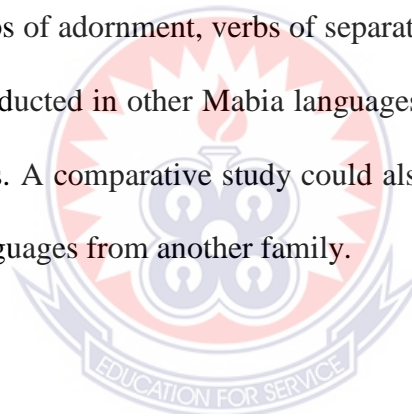 os of adornment, verbs of separat
ducted in other Mabia languages
s. A comparative study could als
guages from another family.
EDUCATION FOR SERVICE